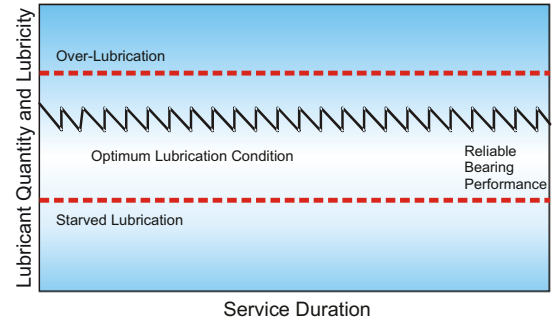 Lubricant Quantity and Lubricity
Over-Lubrication
Optimum Lubrication Condition
Reliable
Bearing
Performance
Starved Lubrication
Service Duration